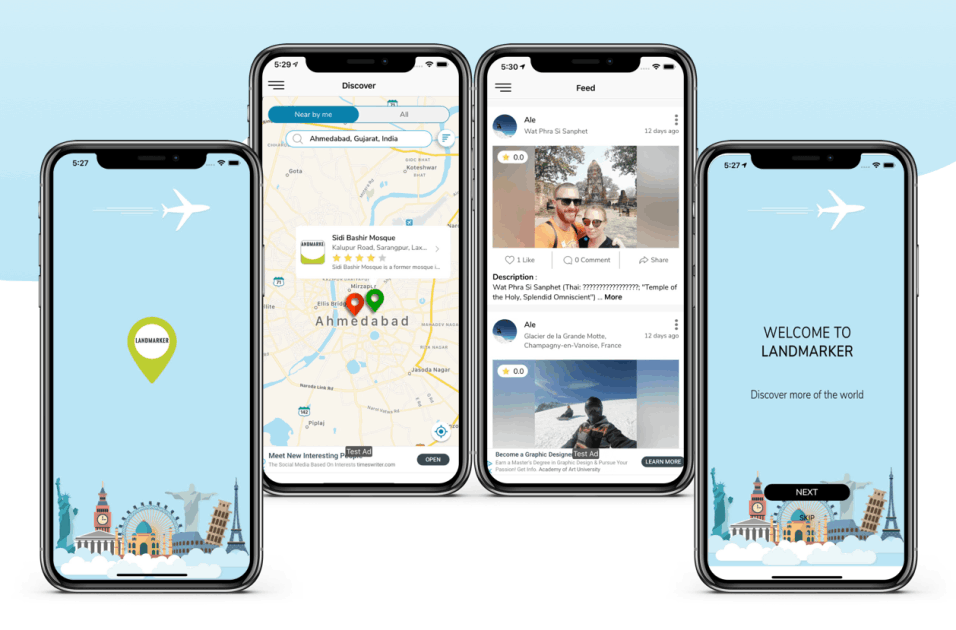 5:27
LANDMARKER
5:29
Discover
Near by me
All
Ahmedabad, Gujarat, India
Gota
Koteshwar
Sidi Bashir Mosque
Kalupur Road, Sarangpur, Lax...
Sidi Bashir Mosque is a former mosque i...
LANDMARKE
71
Mirzapur
Ellis Bridge
Ahmedabad
Jasoda Nagar
Narola Link Rd
142
Piplaj
Test Ad
Meet New Interesting People
The Social Media Based On Interests timeswriter.com
OPEN
5:30
Feed
Ale
Wat Phra Si Sanphet
12 days ago
0.0
1 Like
0 Comment
Share
Description :
Wat Phra Si Sanphet (Thai: ?????????????????; "Temple of
the Holy, Splendid Omniscient") ... More
Ale
Glacier de la Grande Motte,
Champagny-en-Vanoise, France
12 days ago
0.0
Test Ad
Become a Graphic Designer
Earn a Master's Degree in Graphic Design & Pursue Your
Passion! Get Info. Academy of Art University
LEARN MORE
5:27
WELCOME TO
LANDMARKER
Discover more of the world
NEXT
SKIP